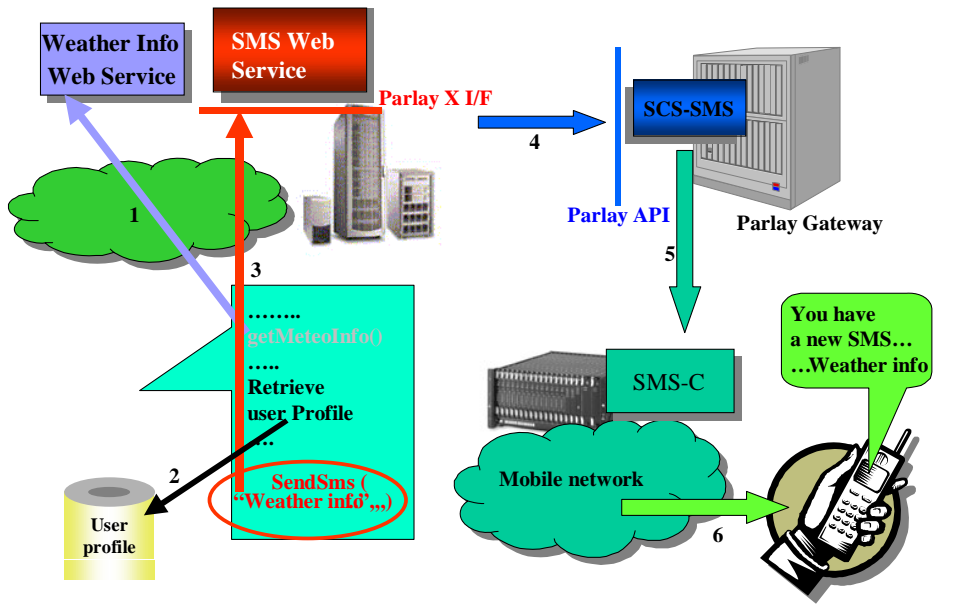 Weather Info
Web Service
SMS Web
Service
Parlay X I/F
4
SCS-SMS
Parlay API
Parlay Gateway
1
3
5
……..
getMeteoInfo()
…..
Retrieve
user Profile
….
SendSms (
“Weather info”,,,)
2
User
profile
SMS-C
Mobile network
6
You have
a new SMS…
…Weather info